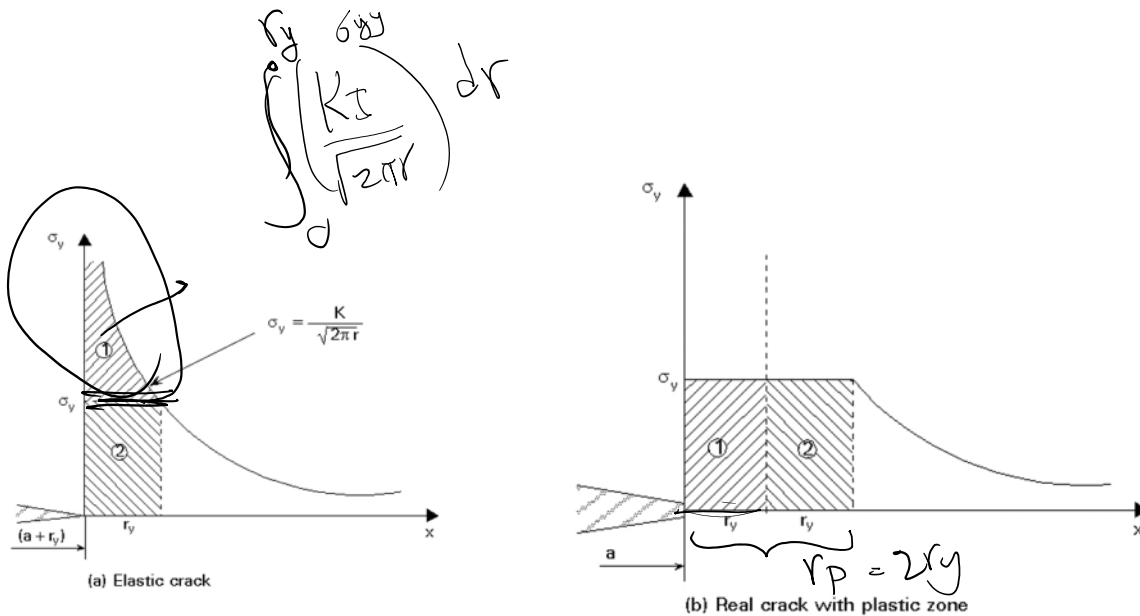 ry σyy
∫ ( KI / √2πr ) dr
0
σy
σy = K / √2π r
①
σy
②
ry
x
(a + ry)
(a) Elastic crack
σy
σy
① ②
ry ry
x
a
rp = 2ry
(b) Real crack with plastic zone